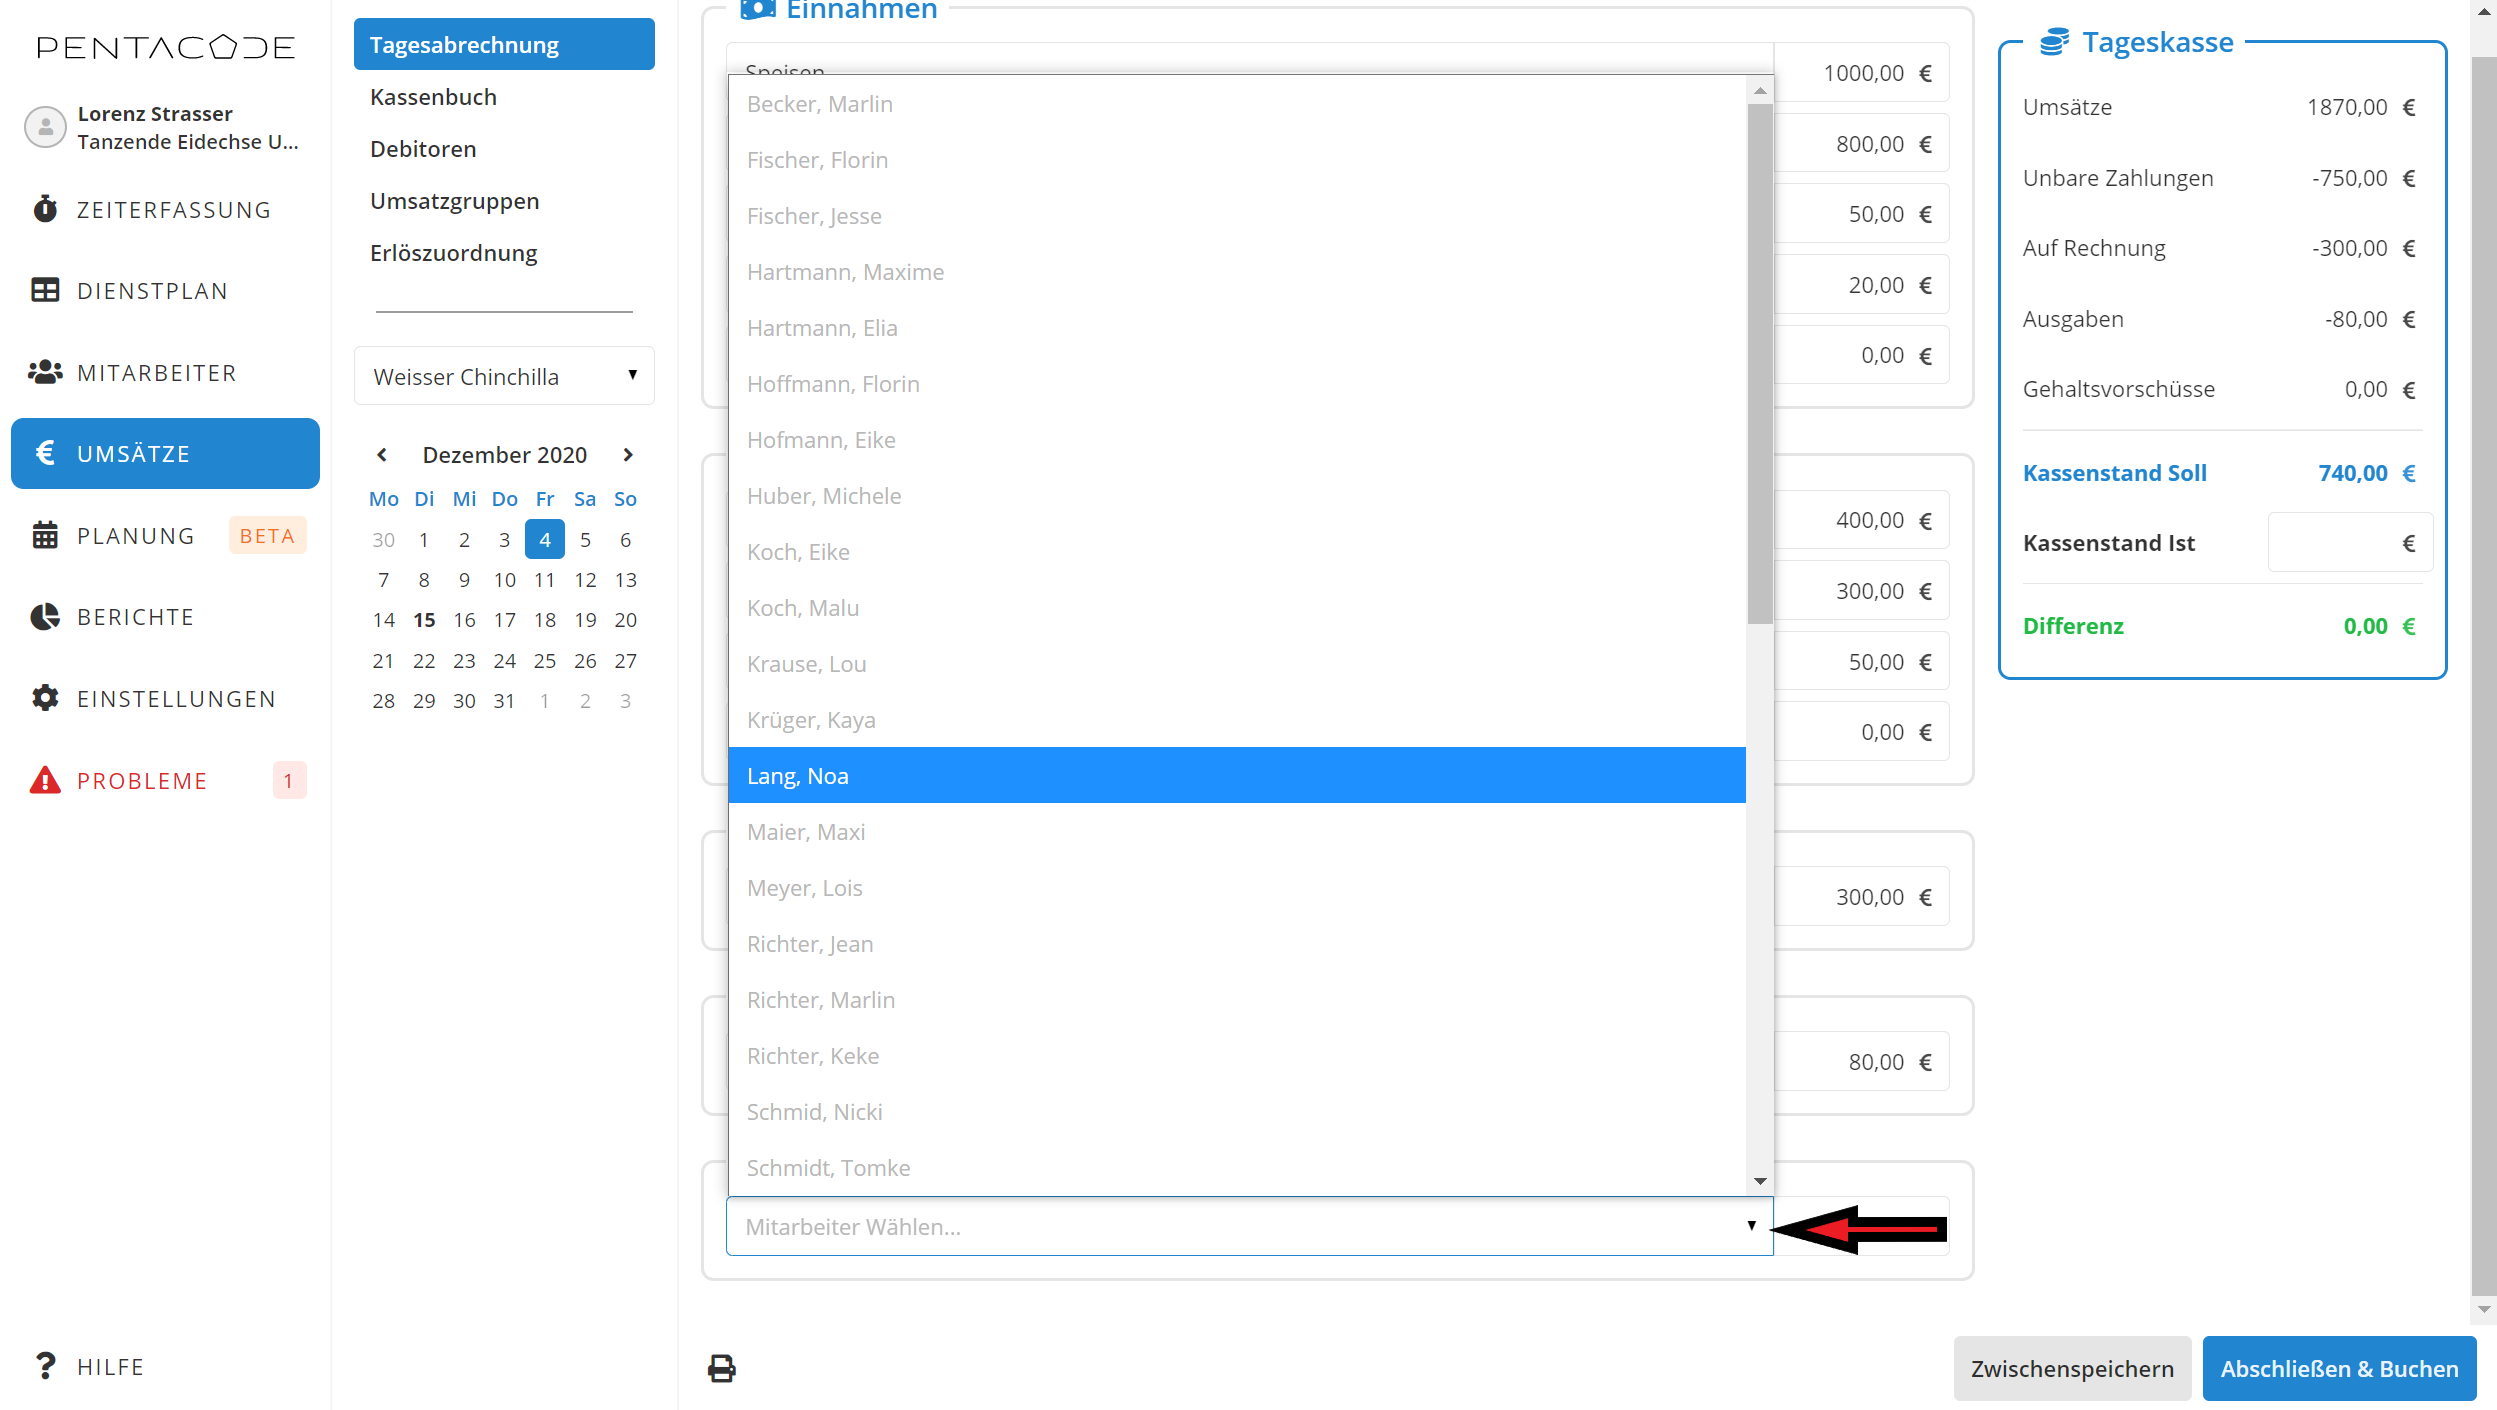 PENTACODE
Lorenz Strasser
Tanzende Eidechse U...
ZEITERFASSUNG
DIENSTPLAN
MITARBEITER
UMSÄTZE
PLANUNG BETA
BERICHTE
EINSTELLUNGEN
PROBLEME 1
HILFE
Tagesabrechnung
Kassenbuch
Debitoren
Umsatzgruppen
Erlöszuordnung
Weisser Chinchilla
Dezember 2020
Mo Di Mi Do Fr Sa So
30 1 2 3 4 5 6
7 8 9 10 11 12 13
14 15 16 17 18 19 20
21 22 23 24 25 26 27
28 29 30 31 1 2 3
Einnahmen
Speisen
1000,00 €
800,00 €
50,00 €
20,00 €
0,00 €
400,00 €
300,00 €
50,00 €
0,00 €
300,00 €
80,00 €
Becker, Marlin
Fischer, Florin
Fischer, Jesse
Hartmann, Maxime
Hartmann, Elia
Hoffmann, Florin
Hofmann, Eike
Huber, Michele
Koch, Eike
Koch, Malu
Krause, Lou
Krüger, Kaya
Lang, Noa
Maier, Maxi
Meyer, Lois
Richter, Jean
Richter, Marlin
Richter, Keke
Schmid, Nicki
Schmidt, Tomke
Mitarbeiter Wählen...
Tageskasse
Umsätze 1870,00 €
Unbare Zahlungen -750,00 €
Auf Rechnung -300,00 €
Ausgaben -80,00 €
Gehaltsvorschüsse 0,00 €
Kassenstand Soll 740,00 €
Kassenstand Ist €
Differenz 0,00 €
Zwischenspeichern
Abschließen & Buchen